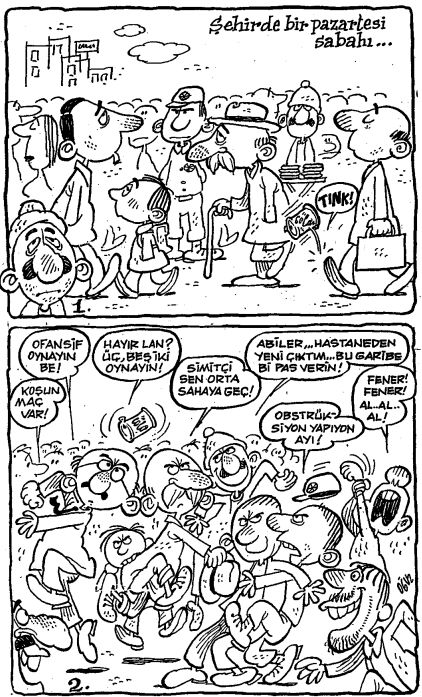 Şehirde bir pazartesi
sabahı...
TINK!
1.
OFANSİF
OYNAYIN
BE!
HAYIR LAN?
ÜÇ, BEŞ İKİ
OYNAYIN!
SİMİTÇİ
SEN ORTA
SAHAYA GEÇ!
ABİLER,,,HASTANEDEN
YENİ ÇIKTIM,,,BU GARİBE
Bİ PAS VERİN!
KOŞUN
MAÇ
VAR!
OBSTRÜK-
SİYON YAPIYON
AYI!
FENER!
FENER!
AL..AL..
AL!
2.